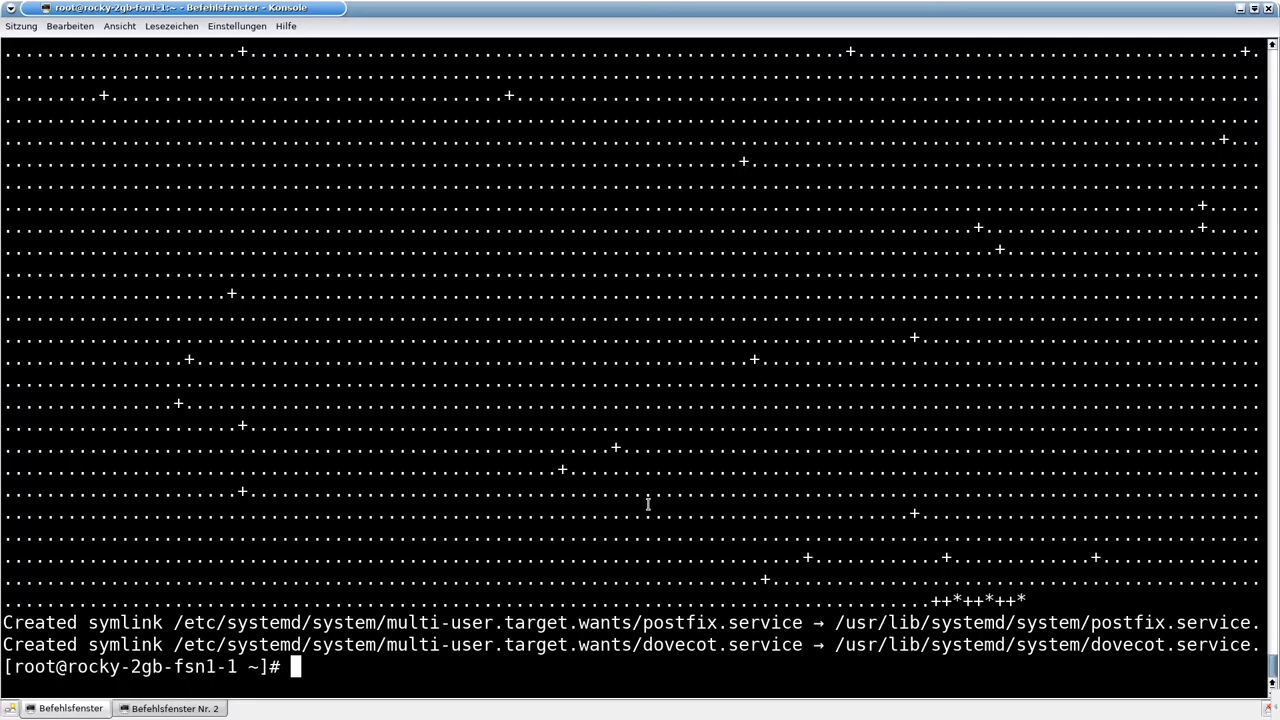 root@rocky-2gb-fsn1-1:~ - Befehlsfenster - Konsole
Sitzung Bearbeiten Ansicht Lesezeichen Einstellungen Hilfe
++*++*++*
Created symlink /etc/systemd/system/multi-user.target.wants/postfix.service → /usr/lib/systemd/system/postfix.service.
Created symlink /etc/systemd/system/multi-user.target.wants/dovecot.service → /usr/lib/systemd/system/dovecot.service.
[root@rocky-2gb-fsn1-1 ~]#
Befehlsfenster Befehlsfenster Nr. 2